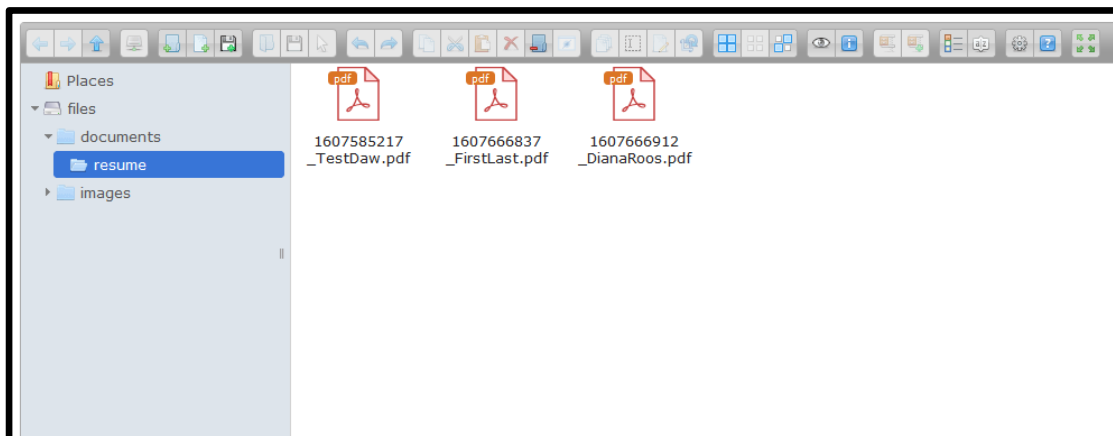 Places
files
documents
resume
images
pdf
pdf
pdf
1607585217
_TestDaw.pdf
1607666837
_FirstLast.pdf
1607666912
_DianaRoos.pdf